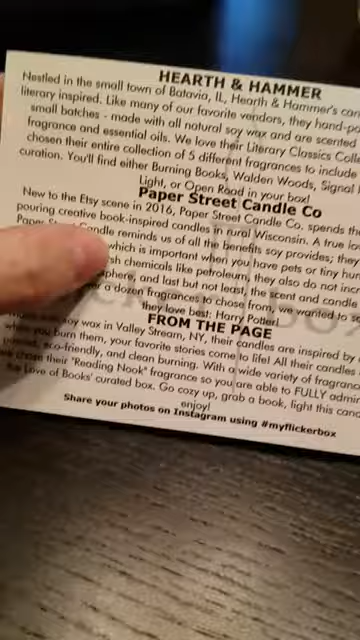 HEARTH & HAMMER
Nestled in the small town of Batavia, IL, Hearth & Hammer's can
literary inspired. Like many of our favorite vendors, they hand-po
small batches - made with all natural soy wax and are scented
fragrance and essential oils. We love their Literary Classics Colle
chosen their entire collection of 5 different fragrances to include
curation. You'll find either Burning Books, Walden Woods, Signal
Light, or Open Road in your box!
Paper Street Candle Co
New to the Etsy scene in 2016, Paper Street Candle Co. spends the
pouring creative book-inspired candles in rural Wisconsin. A true lo
Paper Candle reminds us of all the benefits soy provides; they
which is important when you have pets or tiny hum
chemicals like petroleum, they also do not incr
and last but not least, the scent and candle
a dozen fragrances to choose from, we wanted to sc
they love best: Harry Potter!
FROM THE PAGE
soy wax in Valley Stream, NY, their candles are inspired by
when you burn them, your favorite stories come to life! All their candles
eco-friendly, and clean burning. With a wide variety of fragranc
their "Reading Nook" fragrance so you are able to FULLY admir
Love of Books' curated box. Go cozy up, grab a book, light this canc
enjoy!
Share your photos on Instagram using #myflickerbox